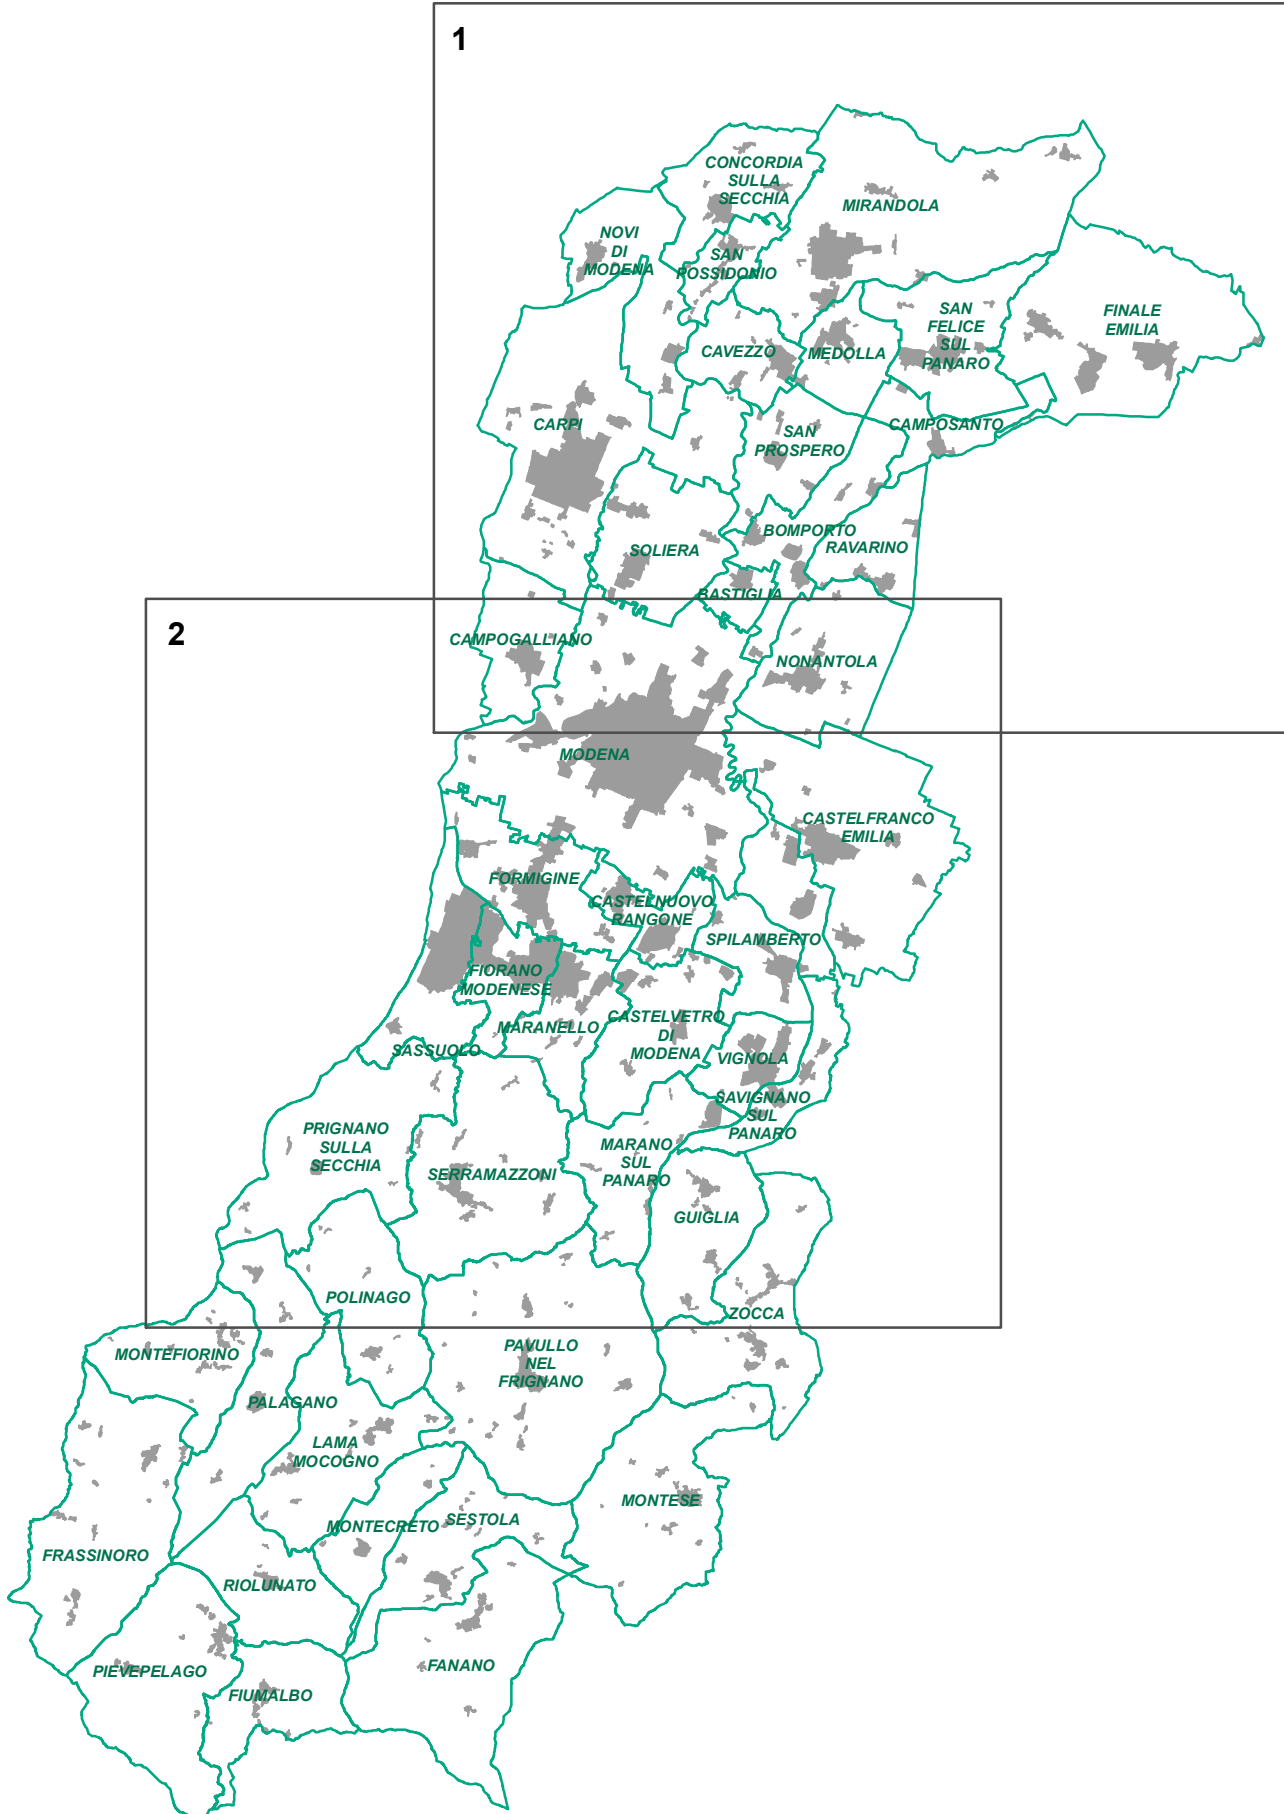 1
CONCORDIA
SULLA
SECCHIA
MIRANDOLA
NOVI
DI
MODENA
SAN
POSSIDONIO
SAN
FELICE
SUL
PANARO
FINALE
EMILIA
CAVEZZO
MEDOLLA
CARPI
SAN
PROSPERO
CAMPOSANTO
BOMPORTO
RAVARINO
SOLIERA
BASTIGLIA
2
CAMPOGALLIANO
NONANTOLA
MODENA
CASTELFRANCO
EMILIA
FORMIGINE
CASTELNUOVO
RANGONE
SPILAMBERTO
FIORANO
MODENESE
MARANELLO
CASTELVETRO
DI
MODENA
SASSUOLO
VIGNOLA
SAVIGNANO
SUL
PANARO
PRIGNANO
SULLA
SECCHIA
MARANO
SUL
PANARO
SERRAMAZZONI
GUIGLIA
POLINAGO
ZOCCA
MONTEFIORINO
PAVULLO
NEL
FRIGNANO
PALAGANO
LAMA
MOCOGNO
MONTESE
MONTECRETO
SESTOLA
FRASSINORO
RIOLUNATO
PIEVEPELAGO
FANANO
FIUMALBO